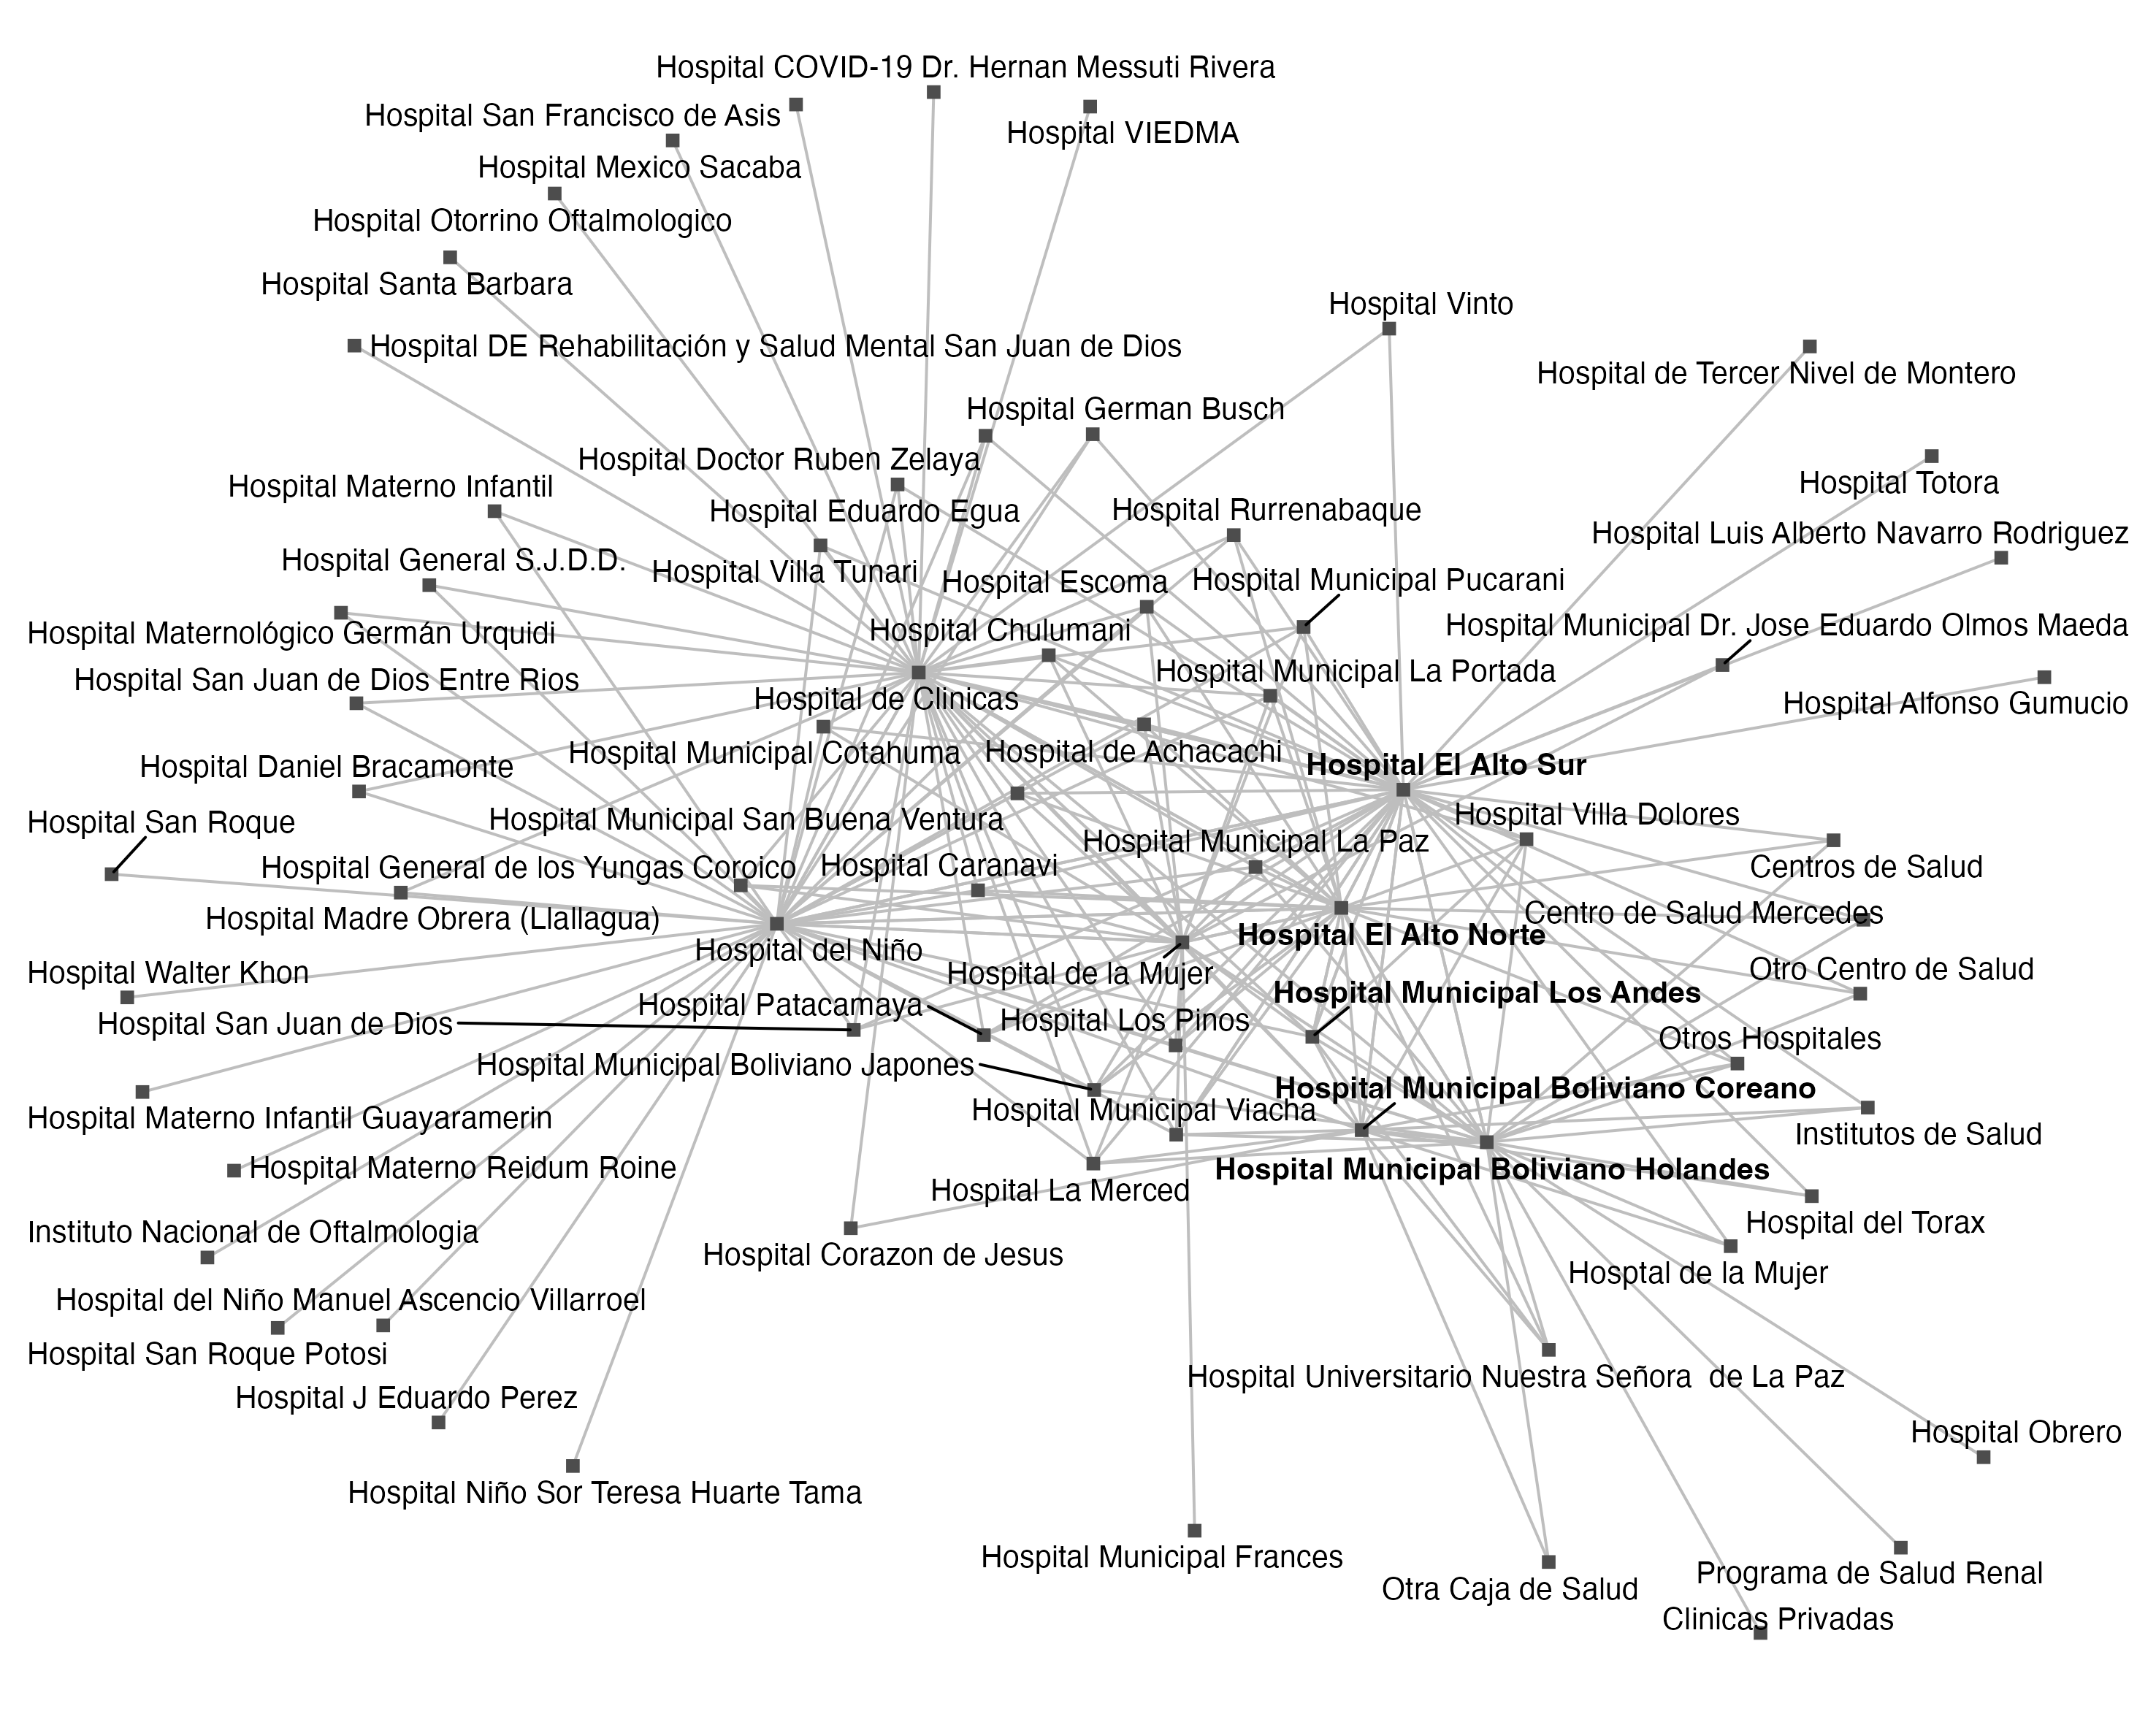 Hospital COVID-19 Dr. Hernan Messuti Rivera
Hospital San Francisco de Asis
Hospital VIEDMA
Hospital Mexico Sacaba
Hospital Otorrino Oftalmologico
Hospital Santa Barbara
Hospital Vinto
Hospital DE Rehabilitación y Salud Mental San Juan de Dios
Hospital de Tercer Nivel de Montero
Hospital German Busch
Hospital Doctor Ruben Zelaya
Hospital Materno Infantil
Hospital Totora
Hospital Eduardo Egua
Hospital Rurrenabaque
Hospital Luis Alberto Navarro Rodriguez
Hospital General S.J.D.D.
Hospital Villa Tunari
Hospital Escoma
Hospital Municipal Pucarani
Hospital Maternológico Germán Urquidi
Hospital Chulumani
Hospital Municipal Dr. Jose Eduardo Olmos Maeda
Hospital San Juan de Dios Entre Rios
Hospital Municipal La Portada
Hospital de Clinicas
Hospital Alfonso Gumucio
Hospital Municipal Cotahuma
Hospital de Achacachi
Hospital Daniel Bracamonte
Hospital El Alto Sur
Hospital San Roque
Hospital Municipal San Buena Ventura
Hospital Villa Dolores
Hospital Municipal La Paz
Hospital General de los Yungas Coroico
Hospital Caranavi
Centros de Salud
Hospital Madre Obrera (Llallagua)
Centro de Salud Mercedes
Hospital del Niño
Hospital El Alto Norte
Hospital Walter Khon
Hospital de la Mujer
Otro Centro de Salud
Hospital Patacamaya
Hospital Municipal Los Andes
Hospital San Juan de Dios
Hospital Los Pinos
Otros Hospitales
Hospital Municipal Boliviano Japones
Hospital Municipal Boliviano Coreano
Hospital Materno Infantil Guayaramerin
Hospital Municipal Viacha
Institutos de Salud
Hospital Materno Reidum Roine
Hospital Municipal Boliviano Holandes
Hospital La Merced
Instituto Nacional de Oftalmologia
Hospital del Torax
Hospital Corazon de Jesus
Hosptal de la Mujer
Hospital del Niño Manuel Ascencio Villarroel
Hospital San Roque Potosi
Hospital Universitario Nuestra Señora  de La Paz
Hospital J Eduardo Perez
Hospital Obrero
Hospital Niño Sor Teresa Huarte Tama
Hospital Municipal Frances
Otra Caja de Salud
Programa de Salud Renal
Clinicas Privadas